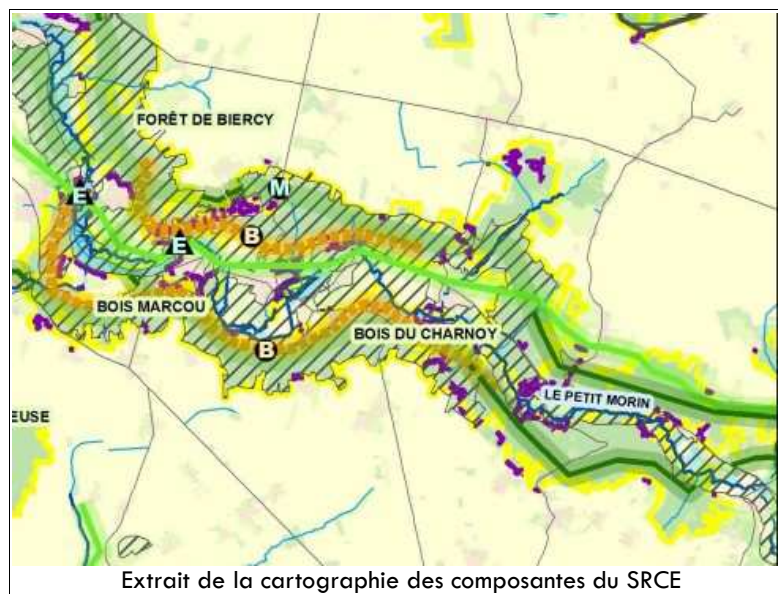 FORÊT DE BIERCY
M
E
B
E
BOIS MARCOU
BOIS DU CHARNOY
B
LE PETIT MORIN
EUSE
Extrait de la cartographie des composantes du SRCE